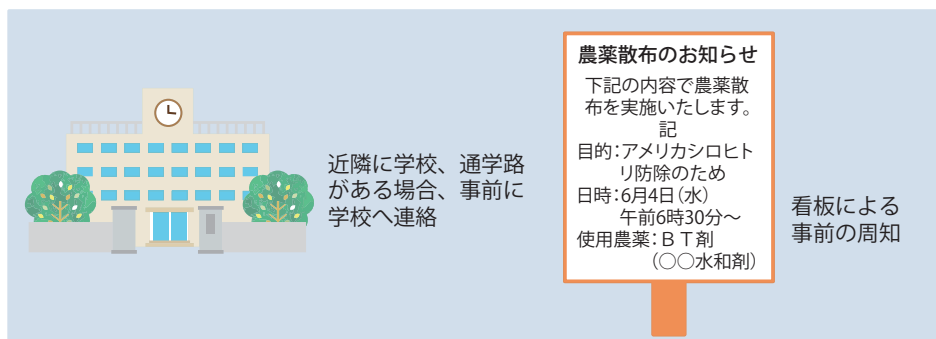 近隣に学校、通学路
がある場合、事前に
学校へ連絡
農薬散布のお知らせ
下記の内容で農薬散
布を実施いたします。
記
目的：アメリカシロヒト
リ防除のため
日時：6月4日（水）
午前6時30分～
使用農薬：ＢＴ剤
（○○水和剤）
看板による
事前の周知